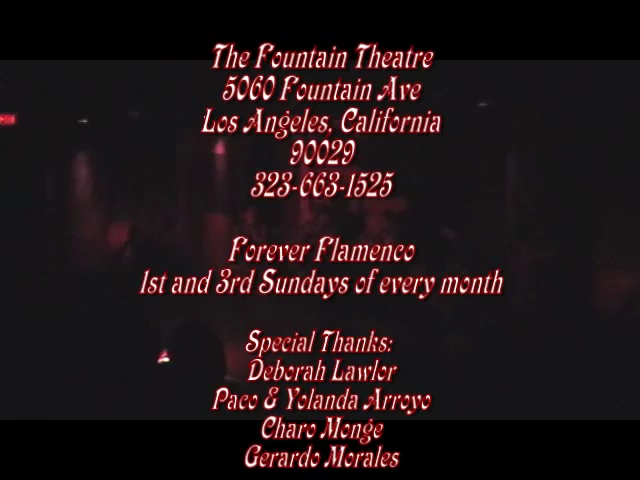 The Fountain Theatre
5060 Fountain Ave
Los Angeles, California
90029
323-663-1525
Forever Flamenco
1st and 3rd Sundays of every month
Special Thanks:
Deborah Lawlor
Paco & Yolanda Arroyo
Charo Monge
Gerardo Morales